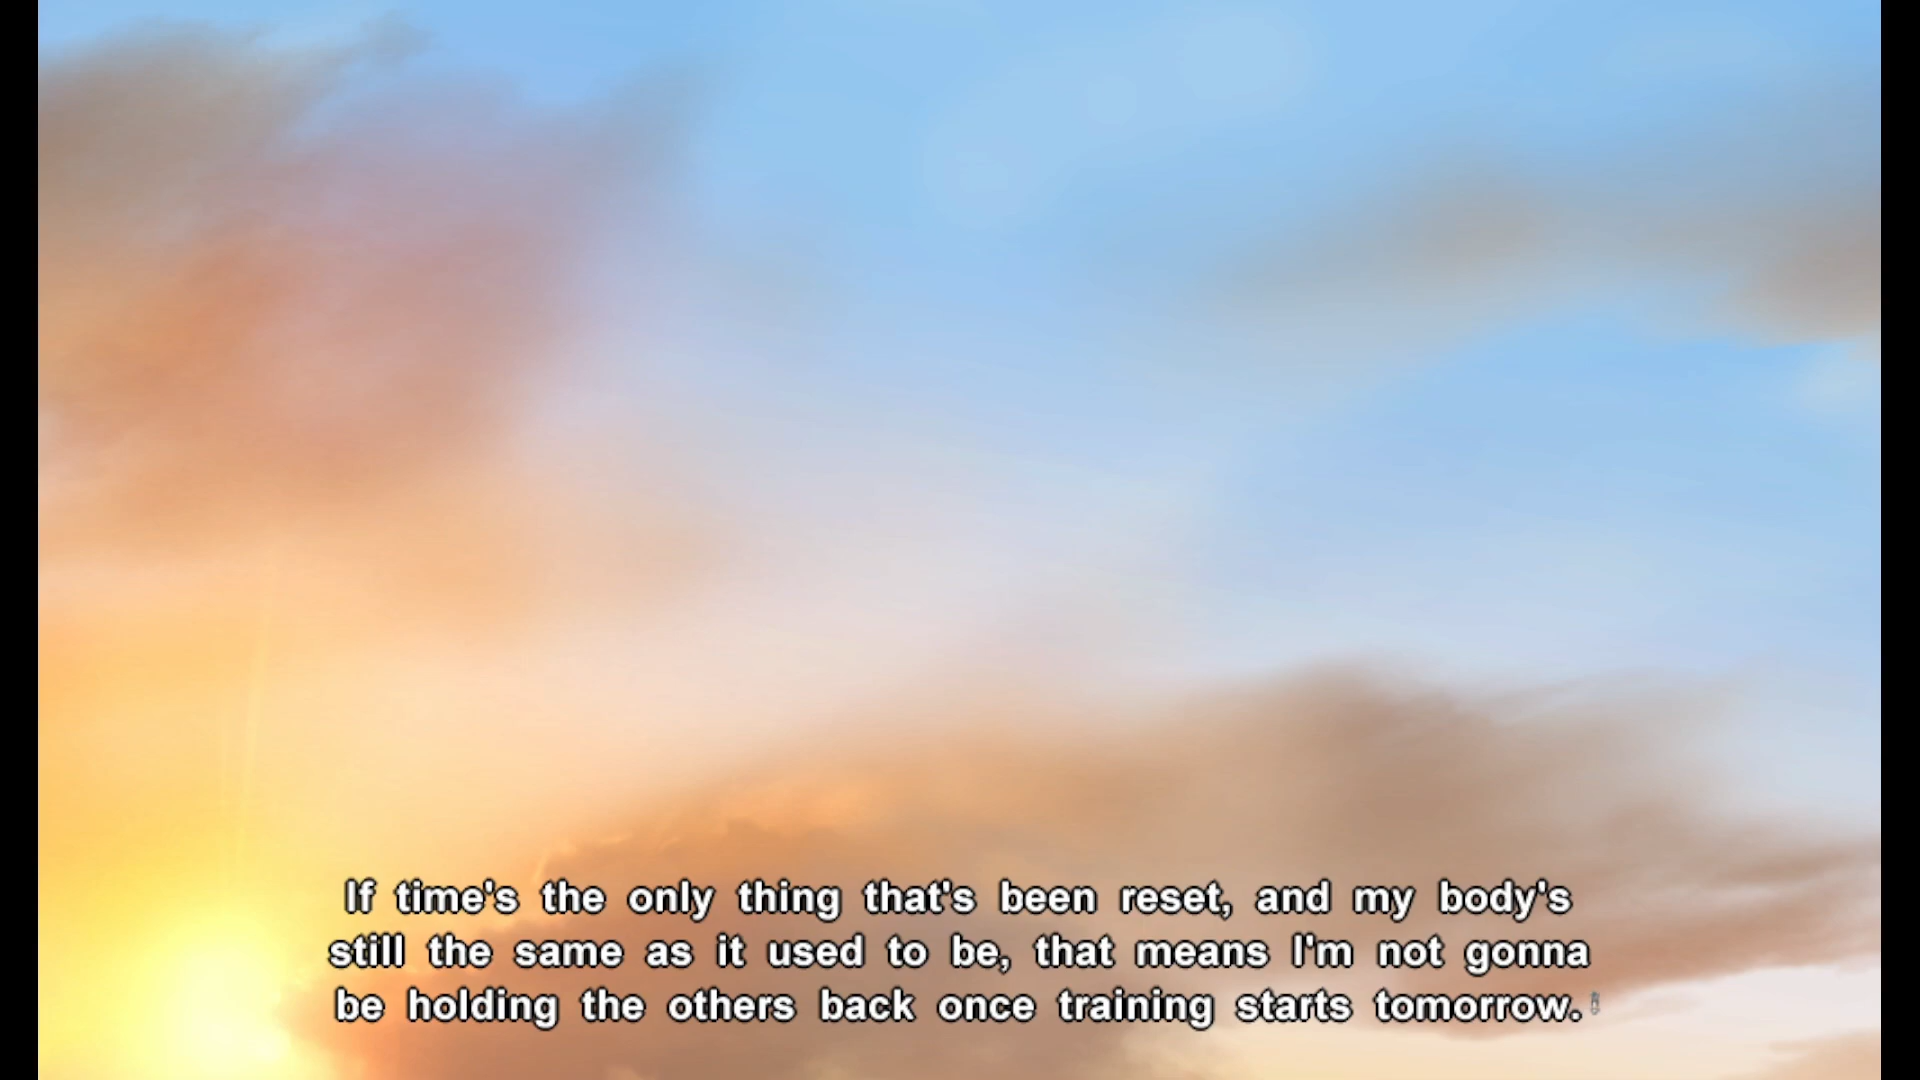 If time's the only thing that's been reset, and my body's
still the same as it used to be, that means I'm not gonna
be holding the others back once training starts tomorrow.